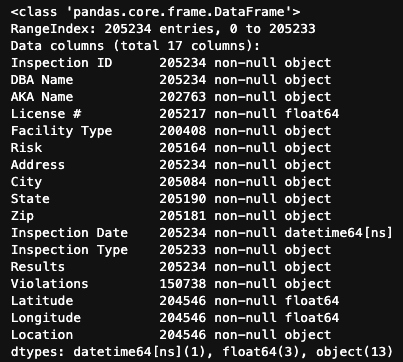 <class 'pandas.core.frame.DataFrame'>
RangeIndex: 205234 entries, 0 to 205233
Data columns (total 17 columns):
Inspection ID      205234 non-null object
DBA Name           205234 non-null object
AKA Name           202763 non-null object
License #          205217 non-null float64
Facility Type      200408 non-null object
Risk               205164 non-null object
Address            205234 non-null object
City               205084 non-null object
State              205190 non-null object
Zip                205181 non-null object
Inspection Date    205234 non-null datetime64[ns]
Inspection Type    205233 non-null object
Results            205234 non-null object
Violations         150738 non-null object
Latitude           204546 non-null float64
Longitude          204546 non-null float64
Location           204546 non-null object
dtypes: datetime64[ns](1), float64(3), object(13)